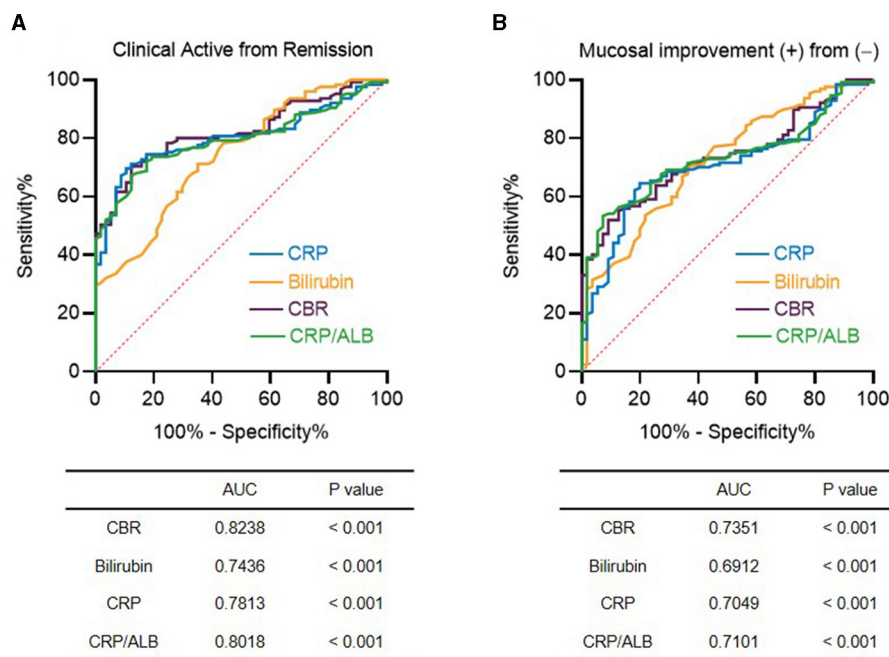 A
Clinical Active from Remission
100
80
60
40
20
0
Sensitivity%
CRP
Bilirubin
CBR
CRP/ALB
0 20 40 60 80 100
100% - Specificity%
AUC P value
CBR 0.8238 < 0.001
Bilirubin 0.7436 < 0.001
CRP 0.7813 < 0.001
CRP/ALB 0.8018 < 0.001
B
Mucosal improvement (+) from (−)
100
80
60
40
20
0
Sensitivity%
CRP
Bilirubin
CBR
CRP/ALB
0 20 40 60 80 100
100% - Specificity%
AUC P value
CBR 0.7351 < 0.001
Bilirubin 0.6912 < 0.001
CRP 0.7049 < 0.001
CRP/ALB 0.7101 < 0.001